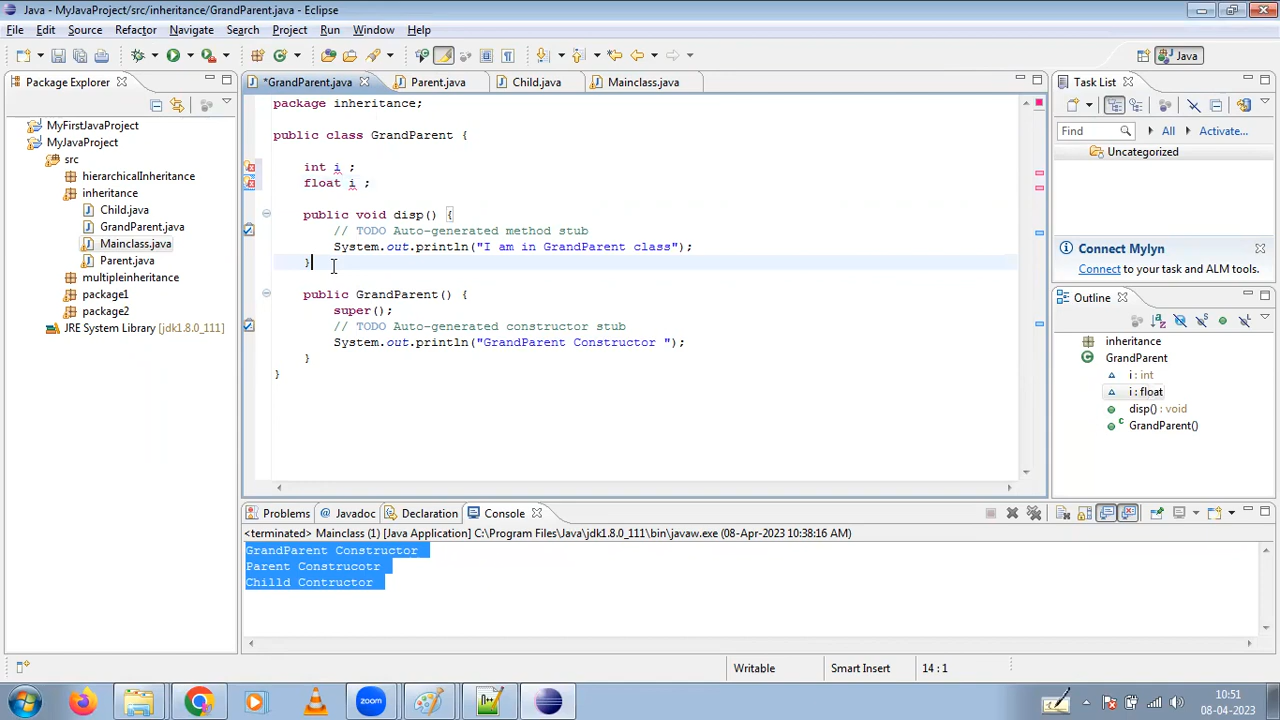 Java - MyJavaProject/src/inheritance/GrandParent.java - Eclipse
File Edit Source Refactor Navigate Search Project Run Window Help
Java
Package Explorer
*GrandParent.java Parent.java Child.java Mainclass.java
Task List
MyFirstJavaProject
MyJavaProject
src
hierarchicalInheritance
inheritance
Child.java
GrandParent.java
Mainclass.java
Parent.java
multipleinheritance
package1
package2
JRE System Library [jdk1.8.0_111]
package inheritance;
public class GrandParent {
int i ;
float i ;
public void disp() {
// TODO Auto-generated method stub
System.out.println("I am in GrandParent class");
}
public GrandParent() {
super();
// TODO Auto-generated constructor stub
System.out.println("GrandParent Constructor ");
}
}
Find All Activate...
Uncategorized
Connect Mylyn
Connect to your task and ALM tools.
Outline
inheritance
GrandParent
i : int
i : float
disp() : void
GrandParent()
Problems Javadoc Declaration Console
<terminated> Mainclass (1) [Java Application] C:\Program Files\Java\jdk1.8.0_111\bin\javaw.exe (08-Apr-2023 10:38:16 AM)
GrandParent Constructor
Parent Construcotr
Chilld Contructor
Writable Smart Insert 14 : 1
zoom
10:51
08-04-2023